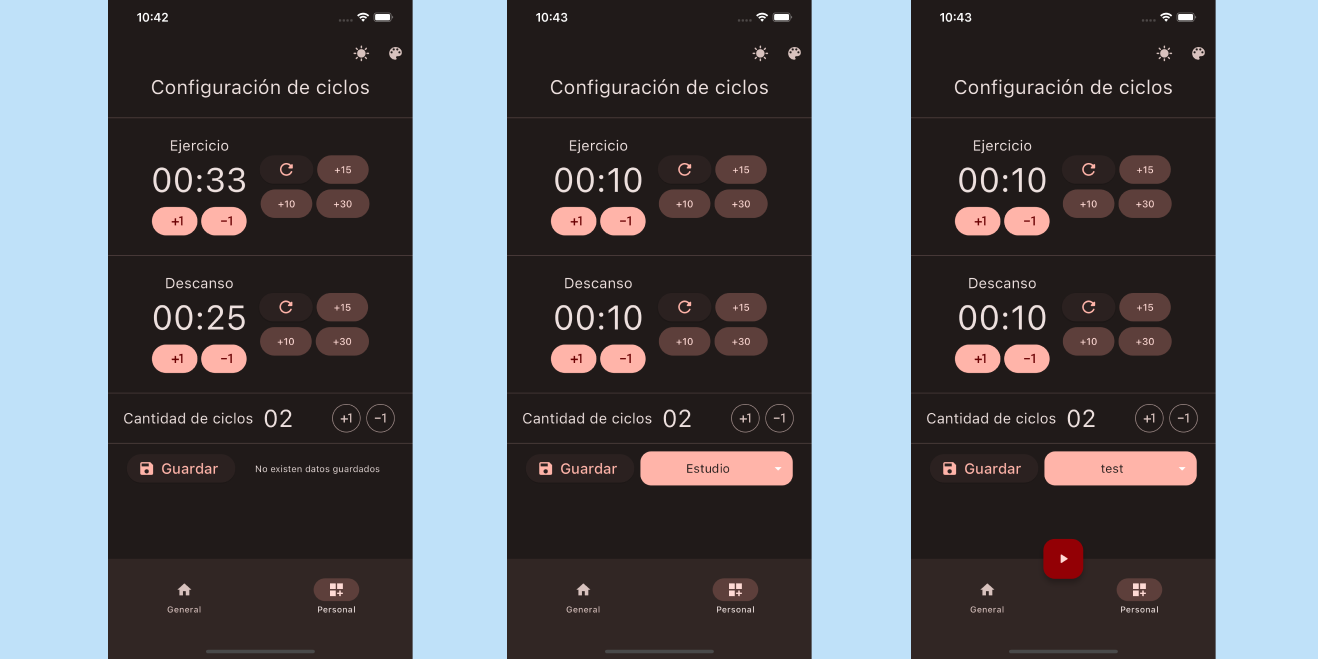 10:42
Configuración de ciclos
Ejercicio
00:33
+15
+10
+30
+1
−1
Descanso
00:25
+15
+10
+30
+1
−1
Cantidad de ciclos 02 +1 −1
Guardar
No existen datos guardados
General
Personal
10:43
Configuración de ciclos
Ejercicio
00:10
+15
+10
+30
+1
−1
Descanso
00:10
+15
+10
+30
+1
−1
Cantidad de ciclos 02 +1 −1
Guardar
Estudio
General
Personal
10:43
Configuración de ciclos
Ejercicio
00:10
+15
+10
+30
+1
−1
Descanso
00:10
+15
+10
+30
+1
−1
Cantidad de ciclos 02 +1 −1
Guardar
test
General
Personal